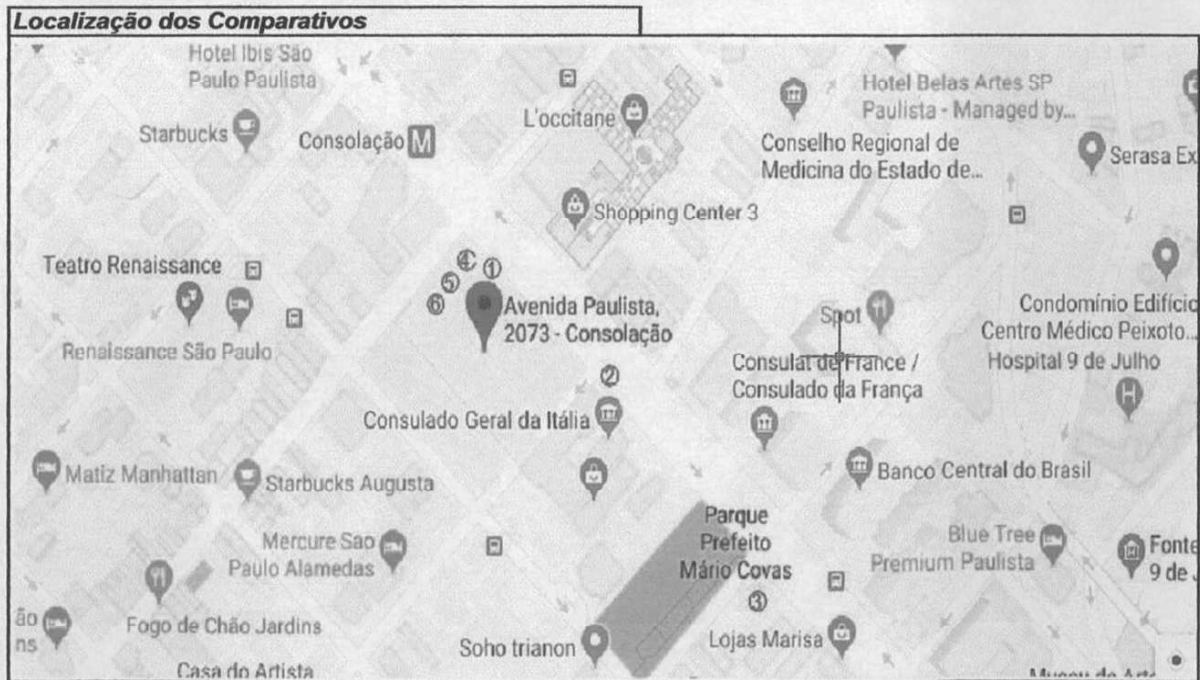 Localização dos Comparativos
Hotel Ibis São
Paulo Paulista
Starbucks
Consolação M
L'occitane
Hotel Belas Artes SP
Paulista - Managed by...
Conselho Regional de
Medicina do Estado de...
Serasa Ex
Shopping Center 3
Teatro Renaissance
Renaissance São Paulo
④ ①
⑤
⑥
Avenida Paulista,
2073 - Consolação
Spot
Condomínio Edifício
Centro Médico Peixoto...
Hospital 9 de Julho
H
Consulat de France /
Consulado da França
②
Consulado Geral da Itália
Matiz Manhattan
Starbucks Augusta
Banco Central do Brasil
Parque
Prefeito
Mário Covas
③
Mercure Sao
Paulo Alamedas
Blue Tree
Premium Paulista
Fonte
9 de J
Fogo de Chão Jardins
ão
ns
Soho trianon
Lojas Marisa
Casa do Artista